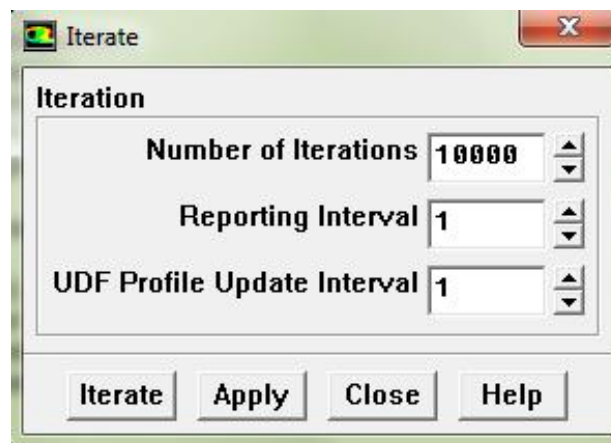 Iterate
Iteration
Number of Iterations 10000
Reporting Interval 1
UDF Profile Update Interval 1
Iterate Apply Close Help